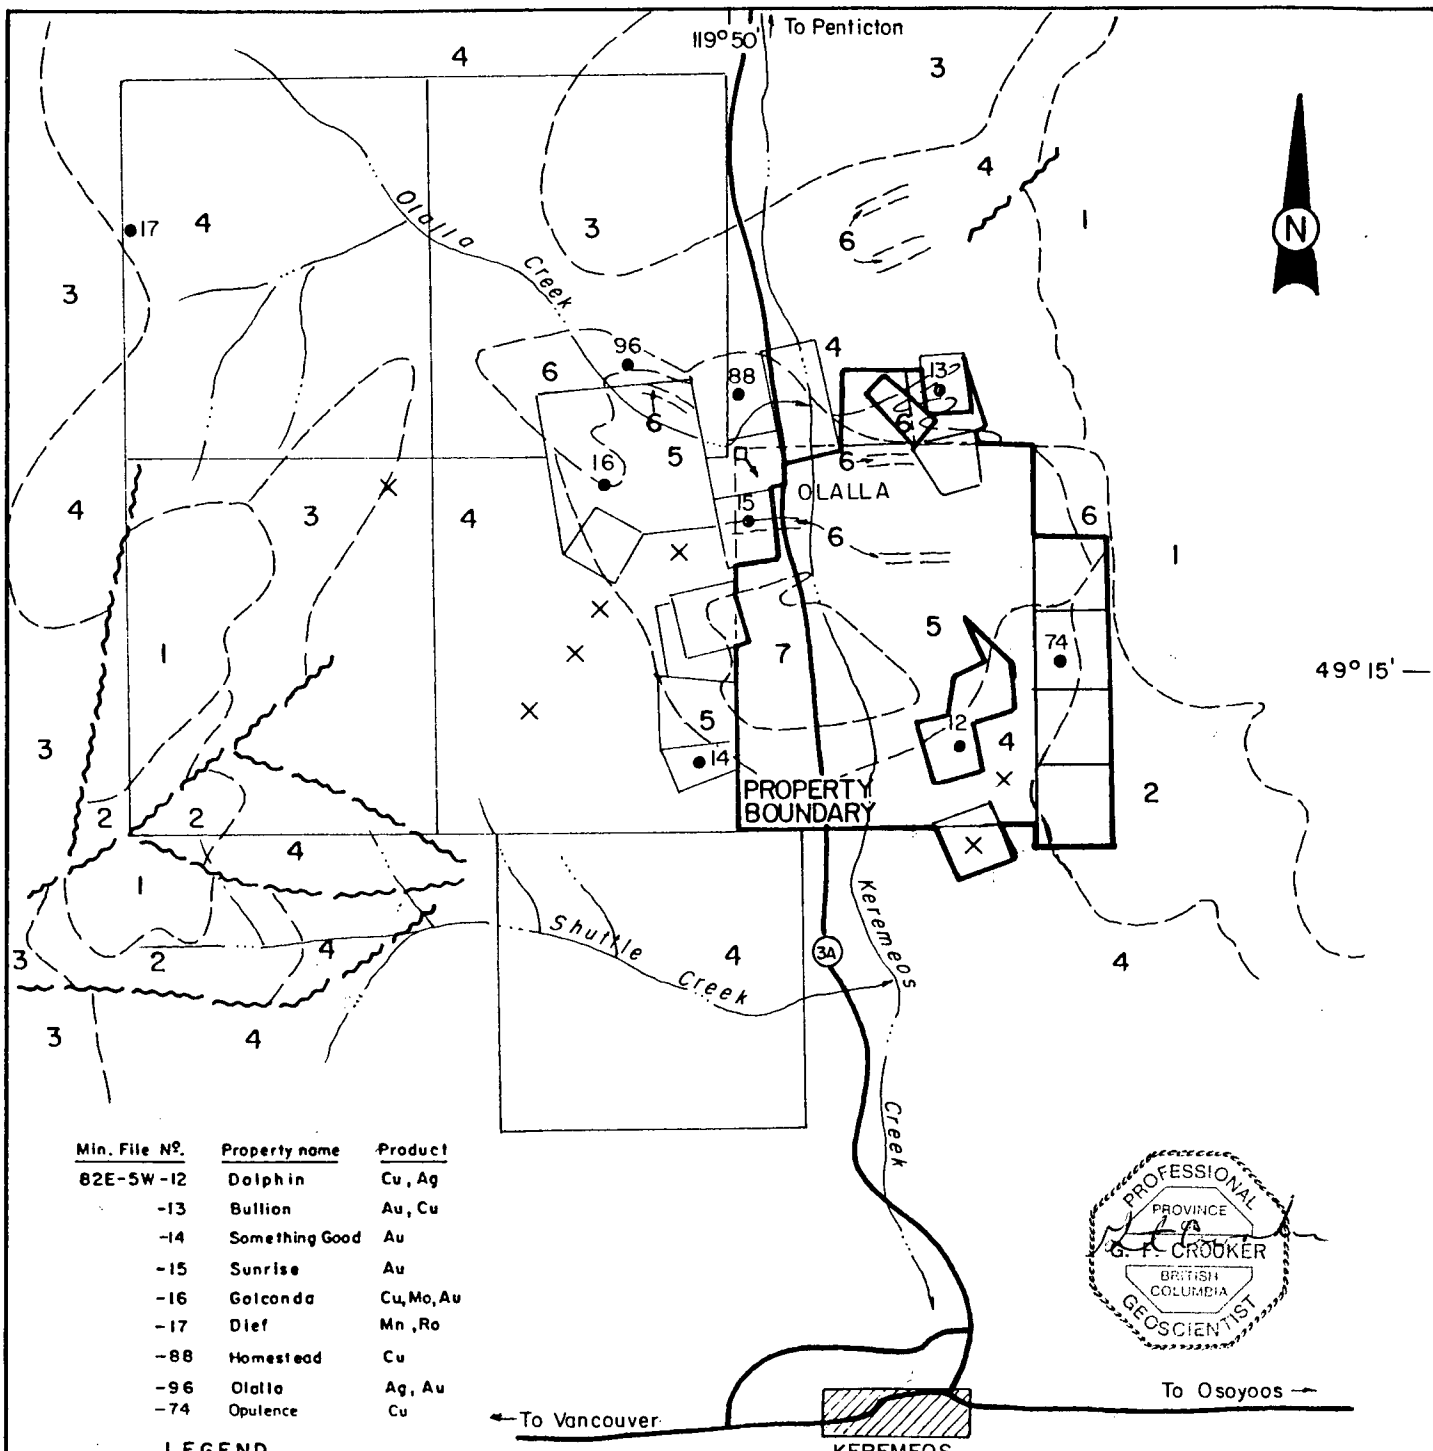 119° 50'
To Penticton
4
3
4
1
17
4
3
6
3
Olalla Creek
N
96
6
88
4
13
6
6
5
16
6
OLALLA
15
6
6
1
4
3
4
1
7
5
74
49° 15'
3
5
14
12
4
2
2
2
PROPERTY
BOUNDARY
4
1
3
2
4
Shuttle Creek
4
3A
Keremeos Creek
4
3
4
Min. File Nº. Property name Product
82E-5W-12 Dolphin Cu, Ag
-13 Bullion Au, Cu
-14 Something Good Au
-15 Sunrise Au
-16 Golconda Cu, Mo, Au
-17 Dief Mn, Ro
-88 Homestead Cu
-96 Olalla Ag, Au
-74 Opulence Cu
PROFESSIONAL
PROVINCE
OF
G. F. CROOKER
BRITISH
COLUMBIA
GEOSCIENTIST
To Vancouver
To Osoyoos
KEREMEOS
LEGEND